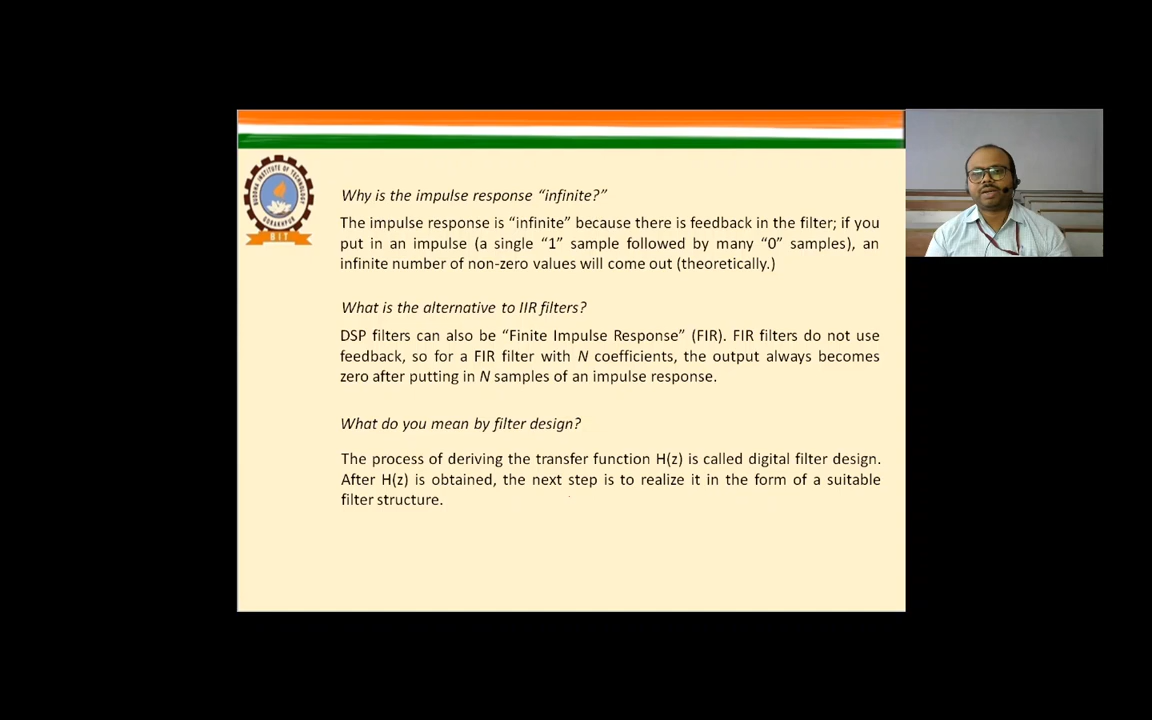 BUDDHA INSTITUTE OF TECHNOLOGY
GORAKHPUR
BIT
Why is the impulse response “infinite?”
The impulse response is “infinite” because there is feedback in the filter; if you
put in an impulse (a single “1” sample followed by many “0” samples), an
infinite number of non-zero values will come out (theoretically.)
What is the alternative to IIR filters?
DSP filters can also be “Finite Impulse Response” (FIR). FIR filters do not use
feedback, so for a FIR filter with N coefficients, the output always becomes
zero after putting in N samples of an impulse response.
What do you mean by filter design?
The process of deriving the transfer function H(z) is called digital filter design.
After H(z) is obtained, the next step is to realize it in the form of a suitable
filter structure.